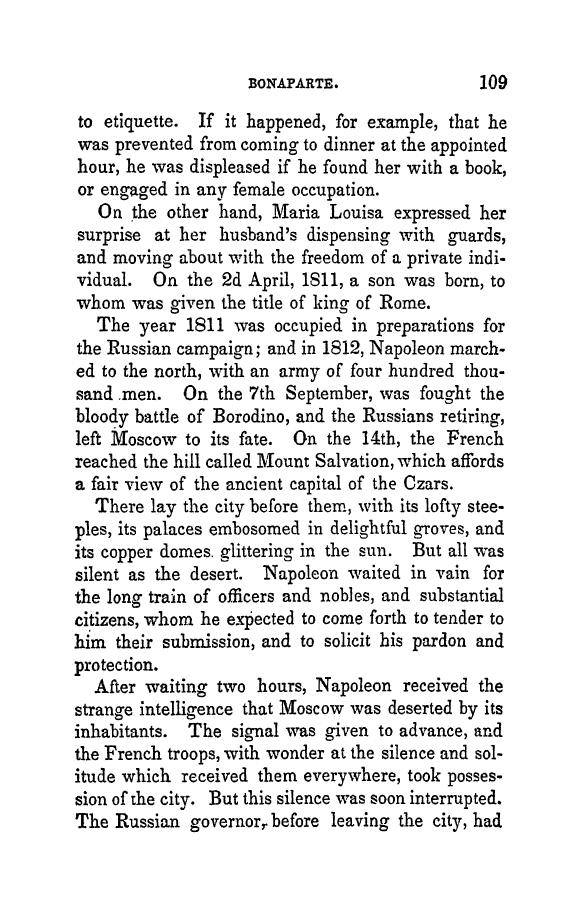 BONAPARTE. 109
to etiquette. If it happened, for example, that he
was prevented from coming to dinner at the appointed
hour, he was displeased if he found her with a book,
or engaged in any female occupation.
On the other hand, Maria Louisa expressed her
surprise at her husband's dispensing with guards,
and moving about with the freedom of a private indi-
vidual. On the 2d April, 1811, a son was born, to
whom was given the title of king of Rome.
The year 1811 was occupied in preparations for
the Russian campaign; and in 1812, Napoleon march-
ed to the north, with an army of four hundred thou-
sand men. On the 7th September, was fought the
bloody battle of Borodino, and the Russians retiring,
left Moscow to its fate. On the 14th, the French
reached the hill called Mount Salvation, which affords
a fair view of the ancient capital of the Czars.
There lay the city before them, with its lofty stee-
ples, its palaces embosomed in delightful groves, and
its copper domes glittering in the sun. But all was
silent as the desert. Napoleon waited in vain for
the long train of officers and nobles, and substantial
citizens, whom he expected to come forth to tender to
him their submission, and to solicit his pardon and
protection.
After waiting two hours, Napoleon received the
strange intelligence that Moscow was deserted by its
inhabitants. The signal was given to advance, and
the French troops, with wonder at the silence and sol-
itude which received them everywhere, took posses-
sion of the city. But this silence was soon interrupted.
The Russian governor, before leaving the city, had